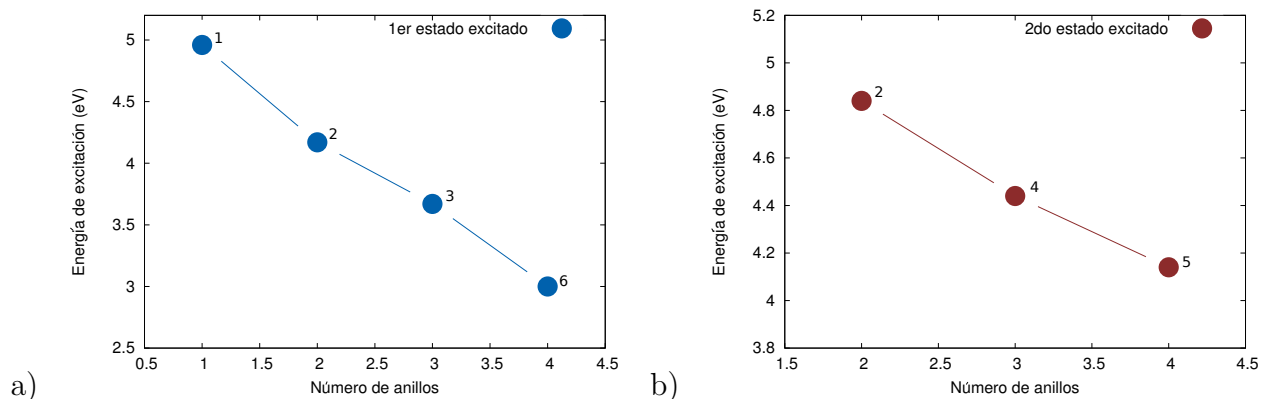 1er estado excitado
Energía de excitación (eV)
5
4.5
4
3.5
3
2.5
1
2
3
6
0.5 1 1.5 2 2.5 3 3.5 4 4.5
Número de anillos
a)
2do estado excitado
Energía de excitación (eV)
5.2
5
4.8
4.6
4.4
4.2
4
3.8
2
4
5
1.5 2 2.5 3 3.5 4 4.5
Número de anillos
b)